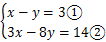 x − y = 3①
3x − 8y = 14②